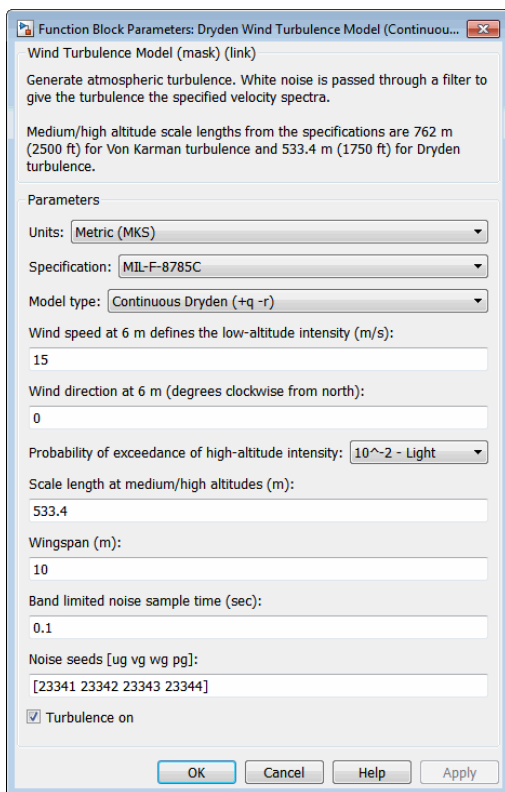 Function Block Parameters: Dryden Wind Turbulence Model (Continuou...
Wind Turbulence Model (mask) (link)
Generate atmospheric turbulence. White noise is passed through a filter to
give the turbulence the specified velocity spectra.
Medium/high altitude scale lengths from the specifications are 762 m
(2500 ft) for Von Karman turbulence and 533.4 m (1750 ft) for Dryden
turbulence.
Parameters
Units: Metric (MKS)
Specification: MIL-F-8785C
Model type: Continuous Dryden (+q -r)
Wind speed at 6 m defines the low-altitude intensity (m/s):
15
Wind direction at 6 m (degrees clockwise from north):
0
Probability of exceedance of high-altitude intensity: 10^-2 - Light
Scale length at medium/high altitudes (m):
533.4
Wingspan (m):
10
Band limited noise sample time (sec):
0.1
Noise seeds [ug vg wg pg]:
[23341 23342 23343 23344]
Turbulence on
OK Cancel Help Apply